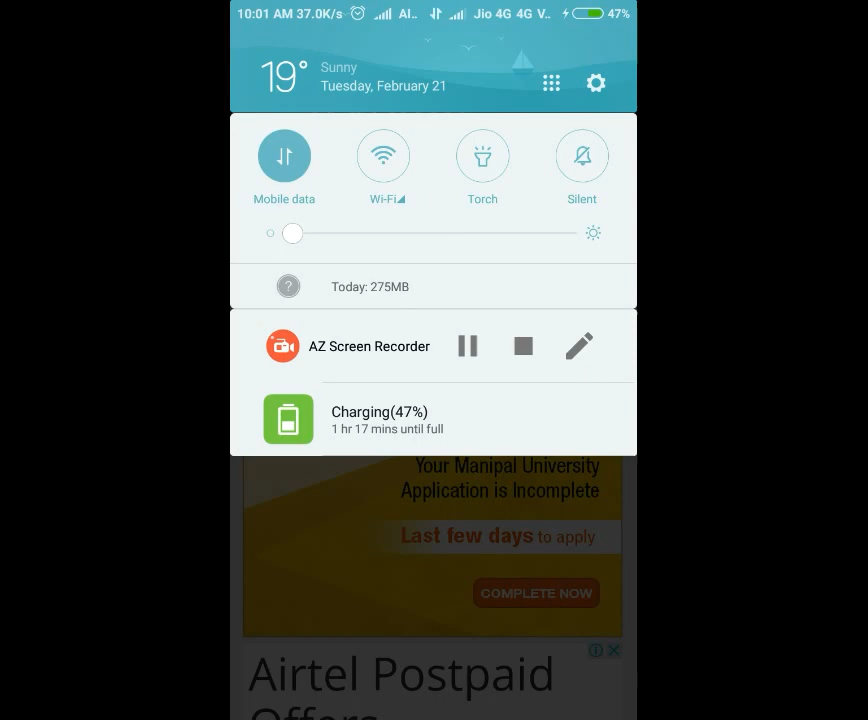 10:01 AM 37.0K/s AI.. Jio 4G 4G V.. 47%
19° Sunny
Tuesday, February 21
Mobile data Wi-Fi Torch Silent
? Today: 275MB
AZ Screen Recorder
Charging(47%)
1 hr 17 mins until full
Your Manipal University
Application is Incomplete
Last few days to apply
COMPLETE NOW
Airtel Postpaid
Offers